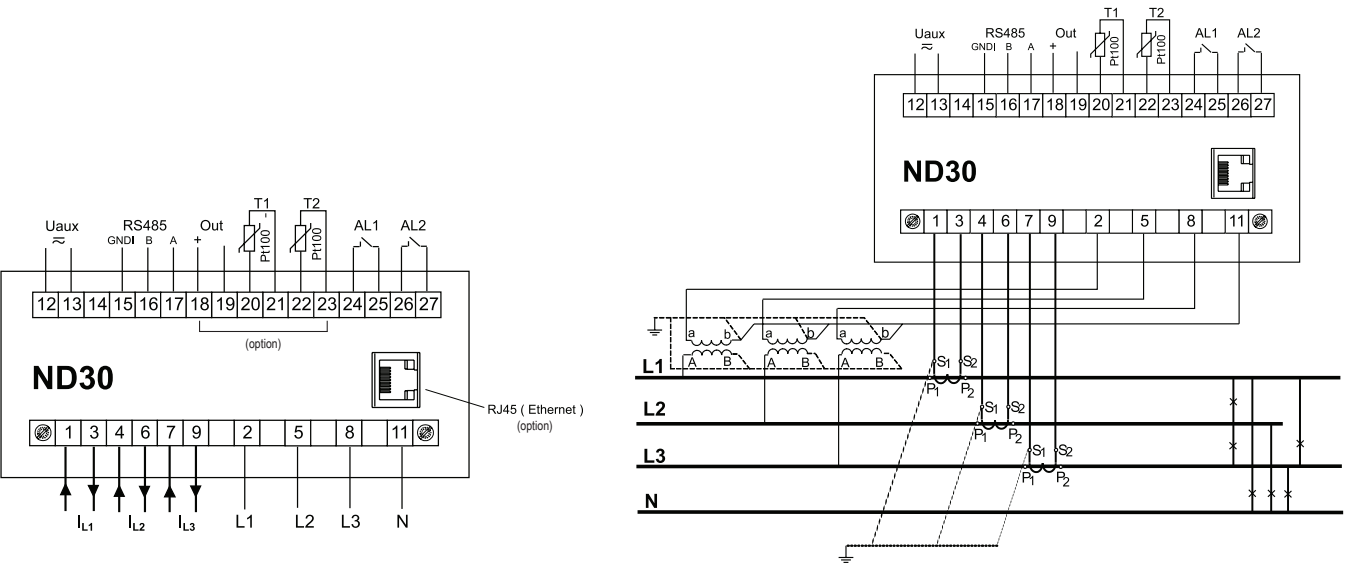 T1 T2
Uaux RS485 Out AL1 AL2
≂ GNDI B A + Pt100 Pt100
12 13 14 15 16 17 18 19 20 21 22 23 24 25 26 27
(option)
ND30
RJ45 ( Ethernet )
(option)
1 3 4 6 7 9 2 5 8 11
IL1 IL2 IL3 L1 L2 L3 N
T1 T2
Uaux RS485 Out AL1 AL2
≂ GNDI B A + Pt100 Pt100
12 13 14 15 16 17 18 19 20 21 22 23 24 25 26 27
ND30
1 3 4 6 7 9 2 5 8 11
a b a b a b
A B A B A B
L1 S1 S2
P1 P2
L2 S1 S2
P1 P2
L3 S1 S2
P1 P2
N